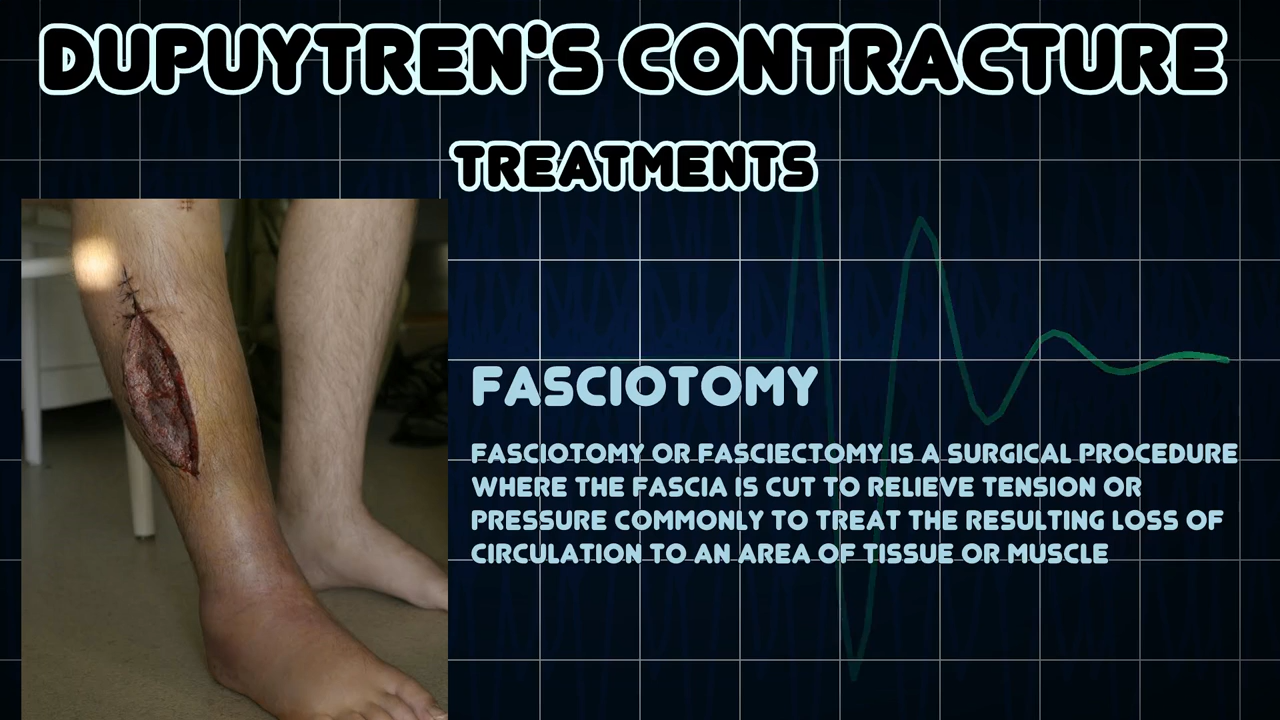 DUPUYTREN'S CONTRACTURE
TREATMENTS
FASCIOTOMY
FASCIOTOMY OR FASCIECTOMY IS A SURGICAL PROCEDURE
WHERE THE FASCIA IS CUT TO RELIEVE TENSION OR
PRESSURE COMMONLY TO TREAT THE RESULTING LOSS OF
CIRCULATION TO AN AREA OF TISSUE OR MUSCLE